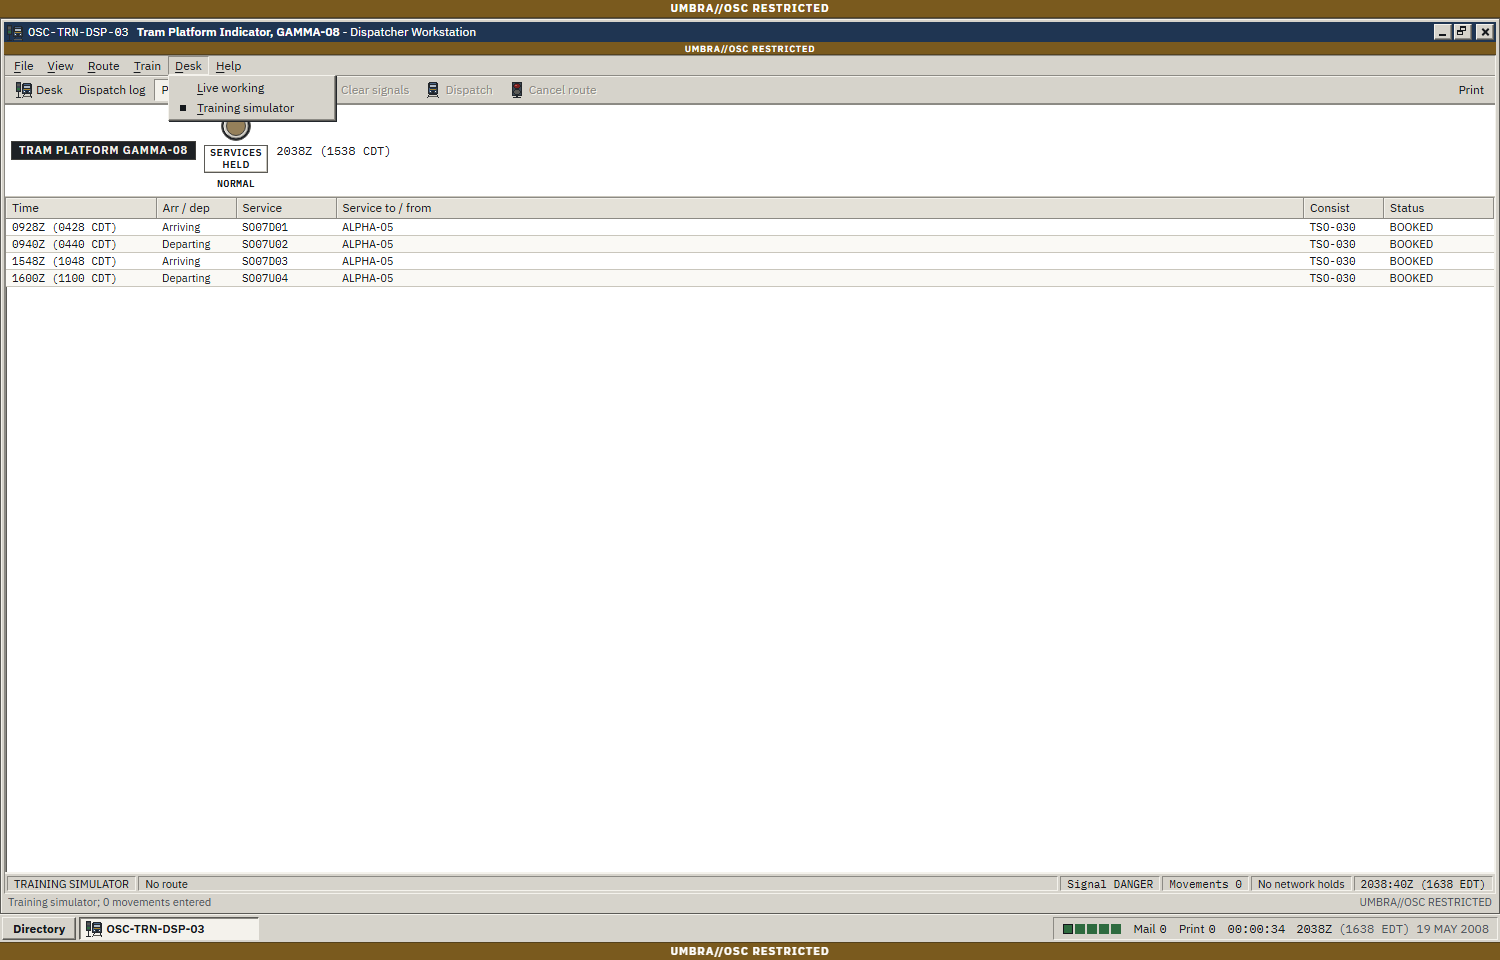 UMBRA//OSC RESTRICTED
OSC-TRN-DSP-03 Tram Platform Indicator, GAMMA-08 - Dispatcher Workstation
UMBRA//OSC RESTRICTED
File View Route Train Desk Help
Desk Dispatch log P Clear signals Dispatch Cancel route Print
Live working
Training simulator
TRAM PLATFORM GAMMA-08
SERVICES
HELD
NORMAL
2038Z (1538 CDT)
Time Arr / dep Service Service to / from Consist Status
0928Z (0428 CDT) Arriving S007D01 ALPHA-05 TSO-030 BOOKED
0940Z (0440 CDT) Departing S007U02 ALPHA-05 TSO-030 BOOKED
1548Z (1048 CDT) Arriving S007D03 ALPHA-05 TSO-030 BOOKED
1600Z (1100 CDT) Departing S007U04 ALPHA-05 TSO-030 BOOKED
TRAINING SIMULATOR No route Signal DANGER Movements 0 No network holds 2038:40Z (1638 EDT)
Training simulator; 0 movements entered UMBRA//OSC RESTRICTED
Directory OSC-TRN-DSP-03 Mail 0 Print 0 00:00:34 2038Z (1638 EDT) 19 MAY 2008
UMBRA//OSC RESTRICTED